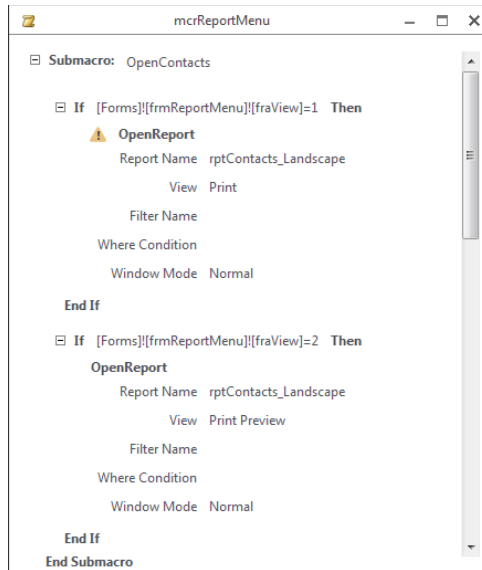 mcrReportMenu
Submacro: OpenContacts
If [Forms]![frmReportMenu]![fraView]=1 Then
OpenReport
Report Name rptContacts_Landscape
View Print
Filter Name
Where Condition
Window Mode Normal
End If
If [Forms]![frmReportMenu]![fraView]=2 Then
OpenReport
Report Name rptContacts_Landscape
View Print Preview
Filter Name
Where Condition
Window Mode Normal
End If
End Submacro